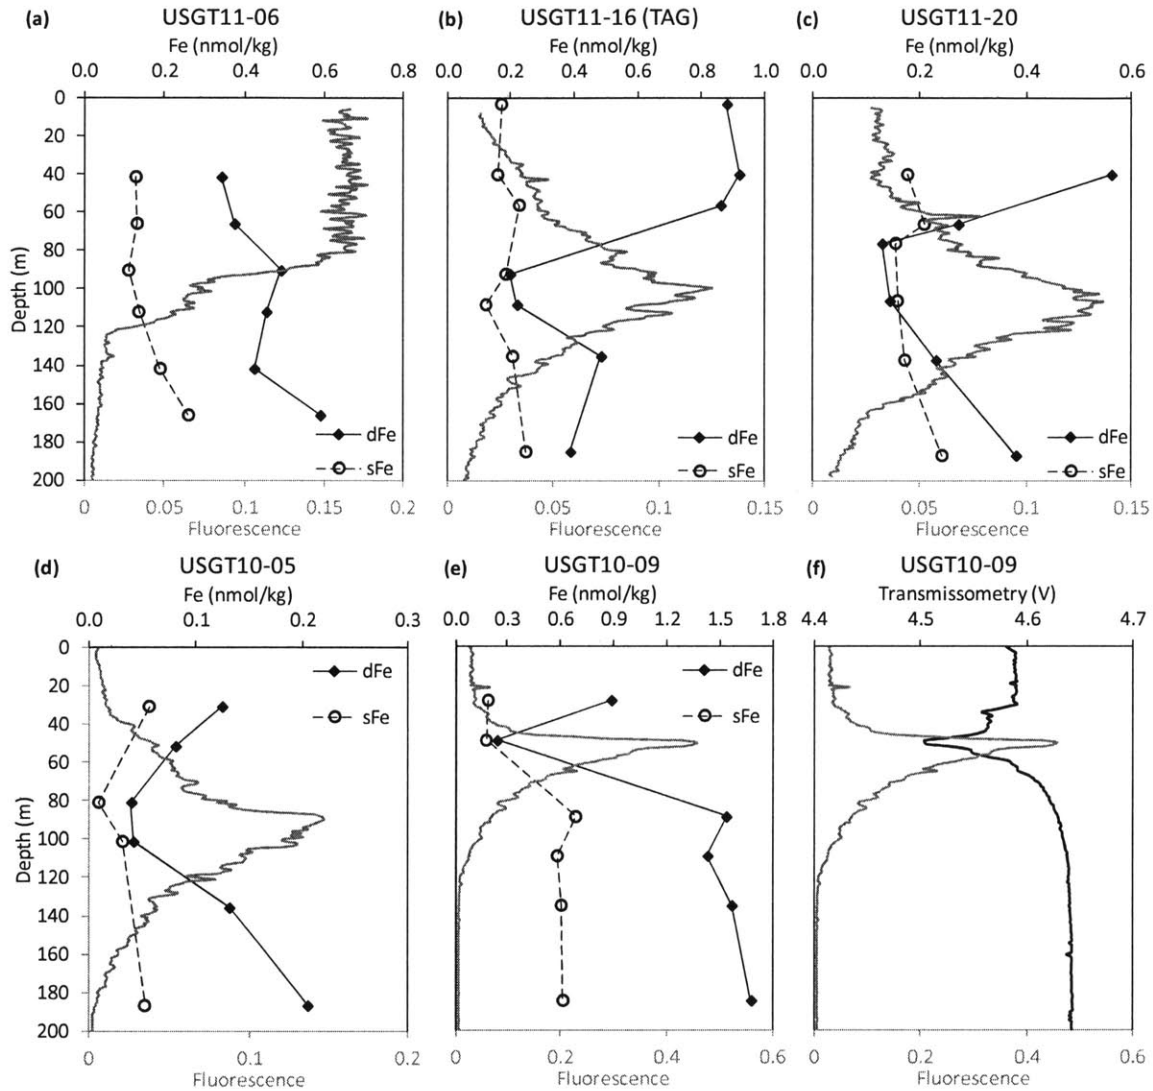 (a) USGT11-06
Fe (nmol/kg)
0.0 0.2 0.4 0.6 0.8
0
20
40
60
80
100
120
140
160
180
200
Depth (m)
dFe
sFe
0 0.05 0.1 0.15 0.2
Fluorescence
(b) USGT11-16 (TAG)
Fe (nmol/kg)
0.0 0.2 0.4 0.6 0.8 1.0
dFe
sFe
0 0.05 0.1 0.15
Fluorescence
(c) USGT11-20
Fe (nmol/kg)
0.0 0.2 0.4 0.6
dFe
sFe
0 0.05 0.1 0.15
Fluorescence
(d) USGT10-05
Fe (nmol/kg)
0.0 0.1 0.2 0.3
0
20
40
60
80
100
120
140
160
180
200
Depth (m)
dFe
sFe
0 0.1 0.2
Fluorescence
(e) USGT10-09
Fe (nmol/kg)
0.0 0.3 0.6 0.9 1.2 1.5 1.8
dFe
sFe
0 0.2 0.4 0.6
Fluorescence
(f) USGT10-09
Transmissometry (V)
4.4 4.5 4.6 4.7
0 0.2 0.4 0.6
Fluorescence